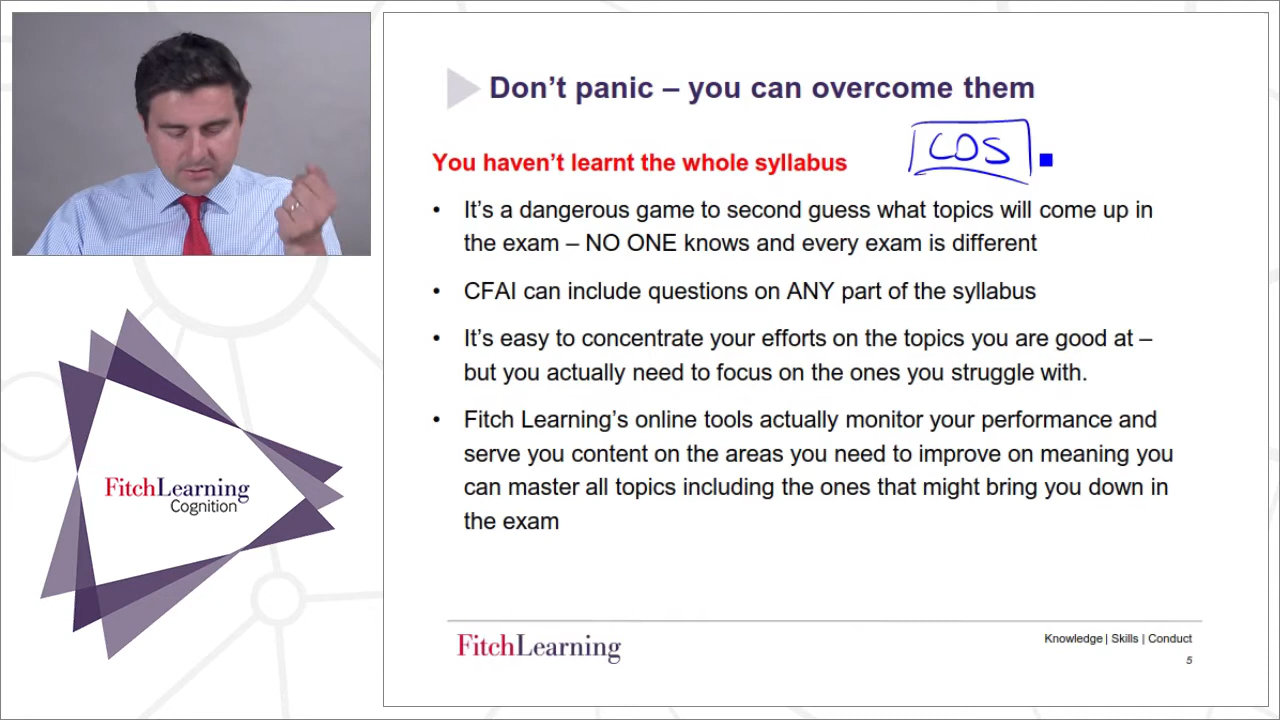 Don't panic – you can overcome them
COS
You haven't learnt the whole syllabus
• It's a dangerous game to second guess what topics will come up in
the exam – NO ONE knows and every exam is different
• CFAI can include questions on ANY part of the syllabus
• It's easy to concentrate your efforts on the topics you are good at –
but you actually need to focus on the ones you struggle with.
• Fitch Learning's online tools actually monitor your performance and
serve you content on the areas you need to improve on meaning you
can master all topics including the ones that might bring you down in
the exam
FitchLearning
Cognition
FitchLearning
Knowledge | Skills | Conduct
5